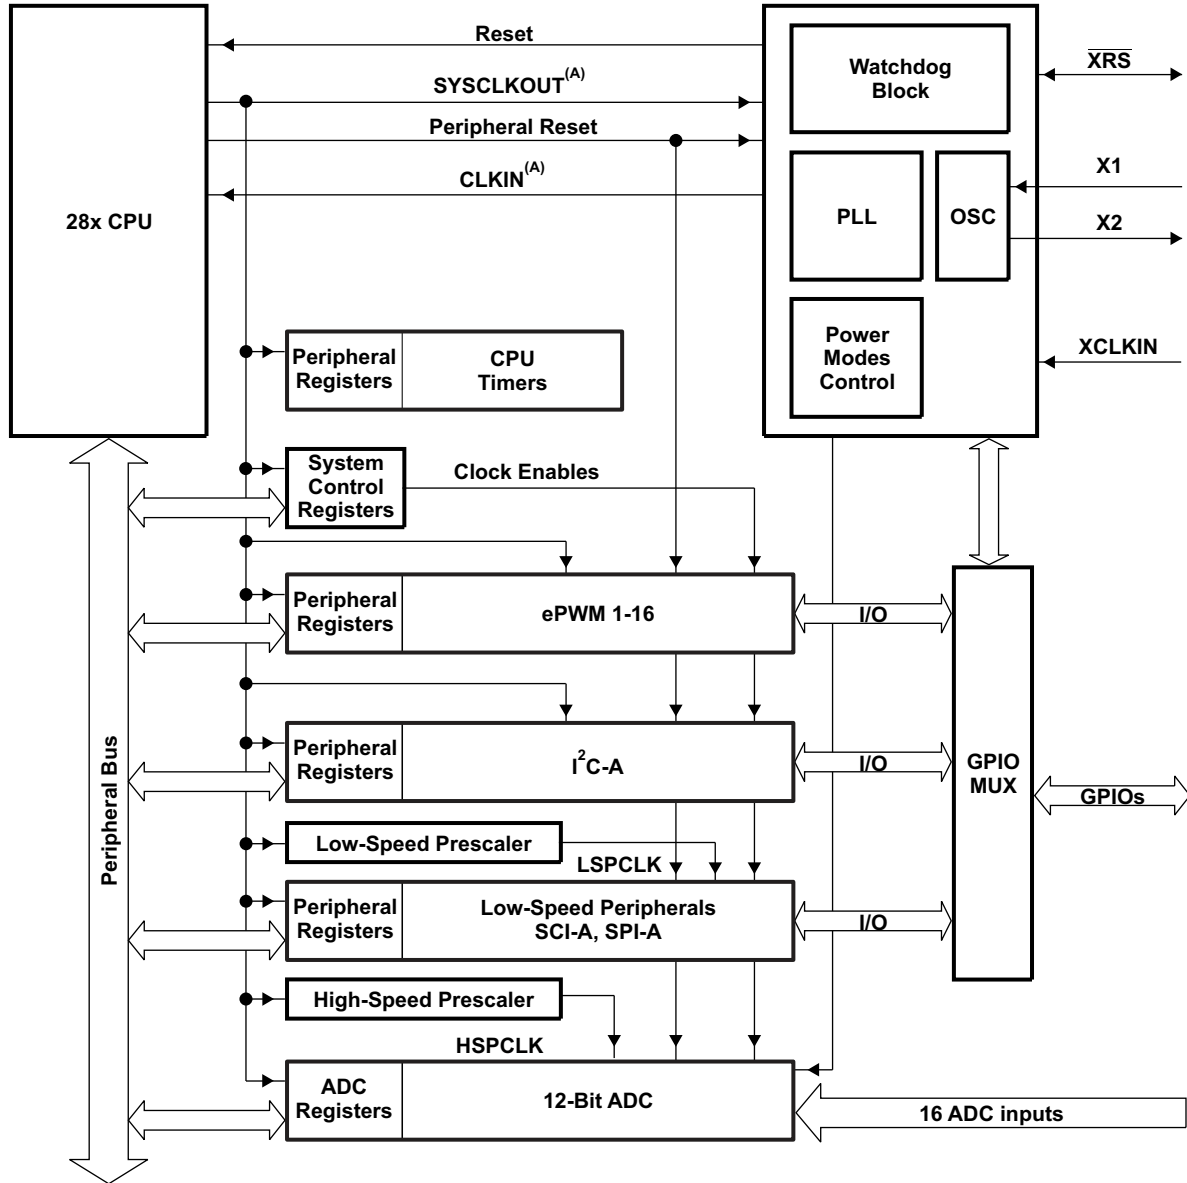 Reset
SYSCLKOUT(A)
Peripheral Reset
CLKIN(A)
28x CPU
Watchdog
Block
PLL
OSC
Power
Modes
Control
XRS
X1
X2
XCLKIN
Peripheral
Registers
CPU
Timers
System
Control
Registers
Clock Enables
Peripheral
Registers
ePWM 1-16
I/O
Peripheral
Registers
I2C-A
I/O
GPIO
MUX
GPIOs
Peripheral Bus
Low-Speed Prescaler
LSPCLK
Peripheral
Registers
Low-Speed Peripherals
SCI-A, SPI-A
I/O
High-Speed Prescaler
HSPCLK
ADC
Registers
12-Bit ADC
16 ADC inputs